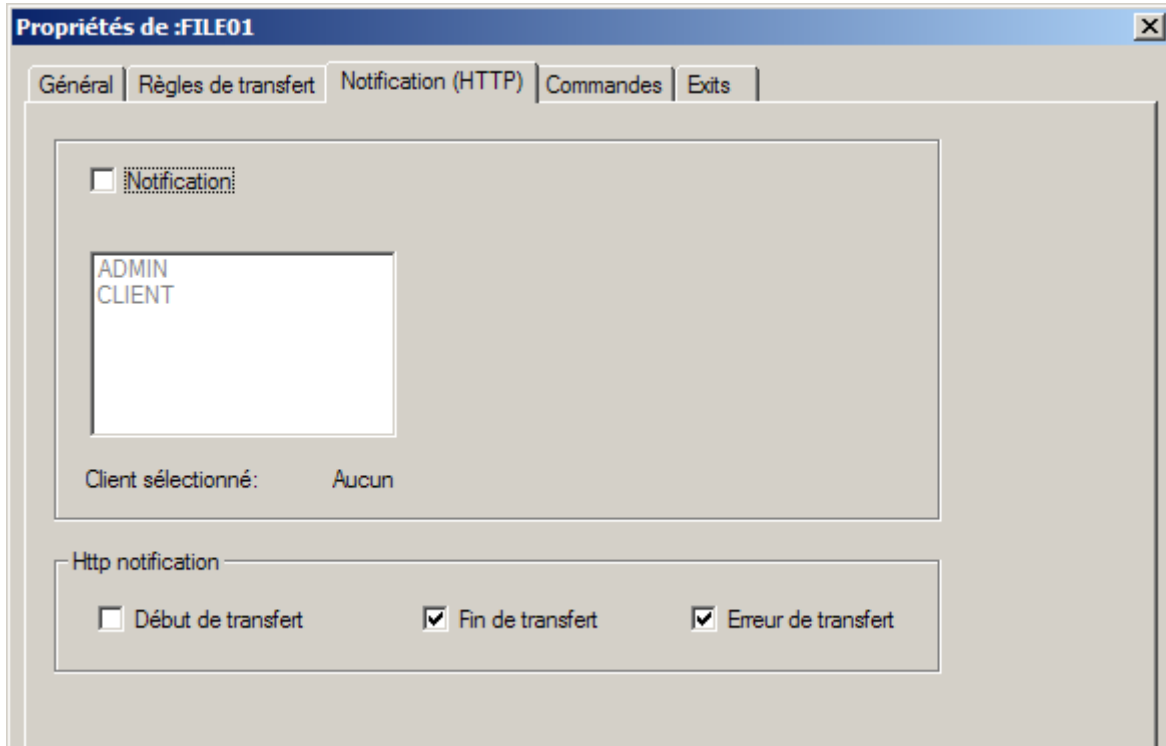 Propriétés de :FILE01
Général Règles de transfert Notification (HTTP) Commandes Exits
Notification
ADMIN
CLIENT
Client sélectionné: Aucun
Http notification
Début de transfert Fin de transfert Erreur de transfert